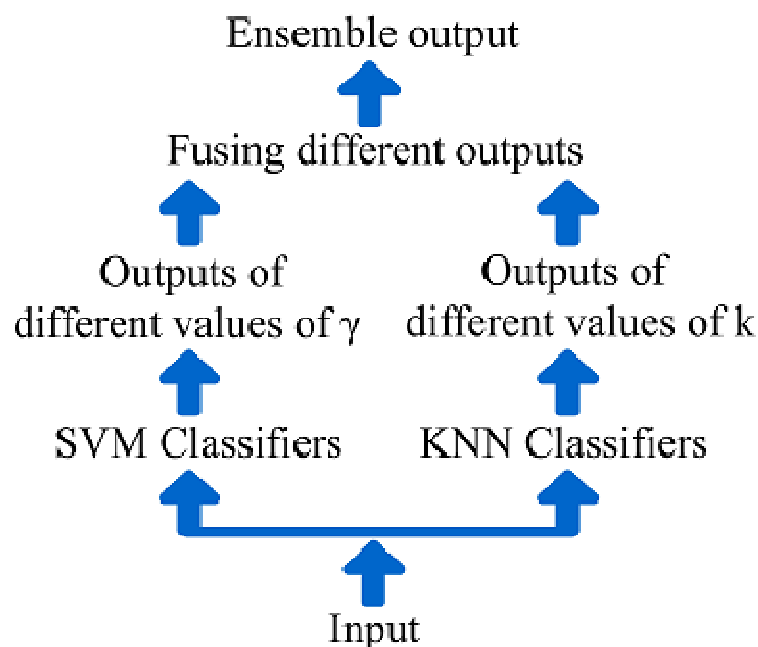 Ensemble output
Fusing different outputs
Outputs of
different values of γ
Outputs of
different values of k
SVM Classifiers
KNN Classifiers
Input